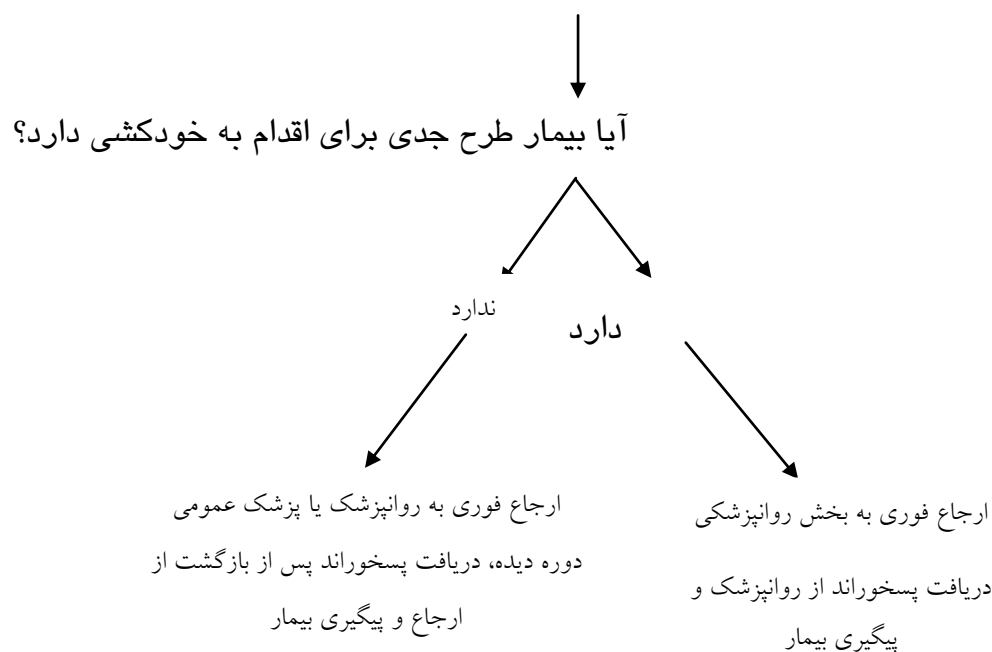 آیا بیمار طرح جدی برای اقدام به خودکشی دارد؟
دارد
ندارد
ارجاع فوری به بخش روانپزشکی
دریافت پسخوراند از روانپزشک و
پیگیری بیمار
ارجاع فوری به روانپزشک یا پزشک عمومی
دوره دیده، دریافت پسخوراند پس از بازگشت از
ارجاع و پیگیری بیمار